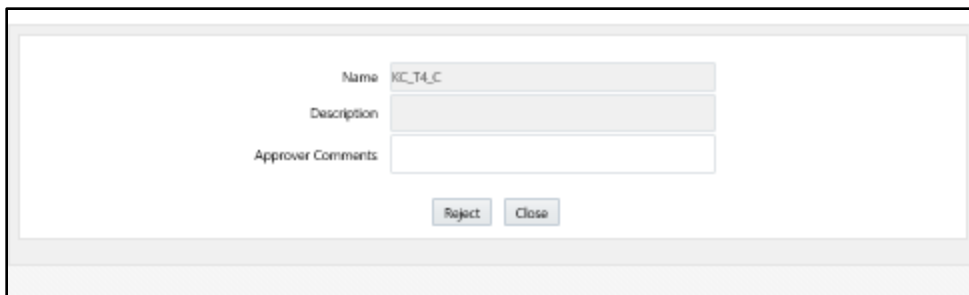 Name KC_T4_C
Description
Approver Comments
Reject Close